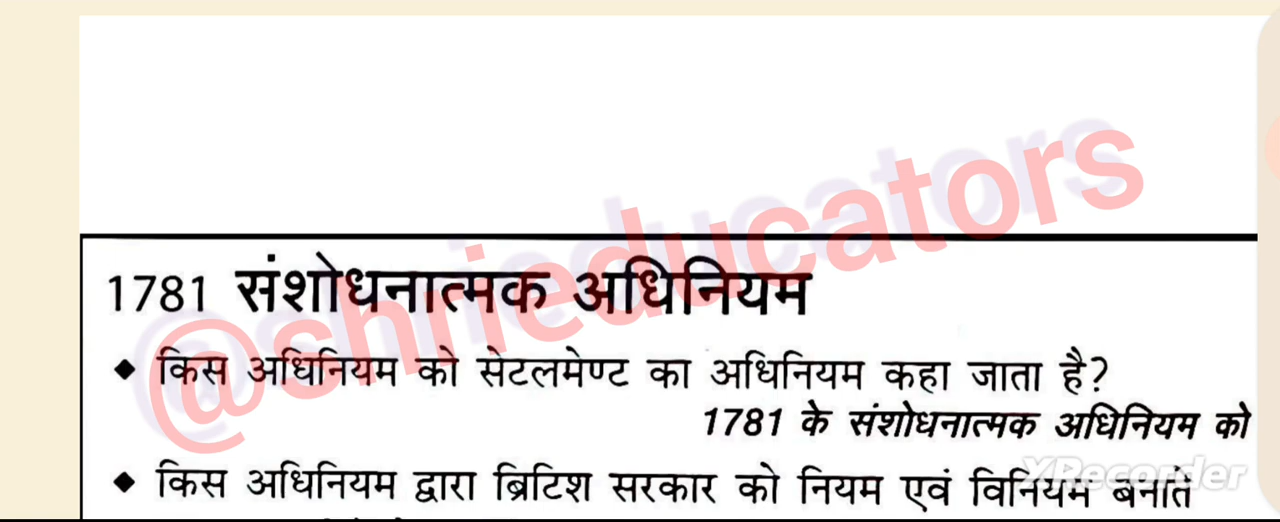 @shrieducators
1781 संशोधनात्मक अधिनियम
◆ किस अधिनियम को सेटलमेण्ट का अधिनियम कहा जाता है?
1781 के संशोधनात्मक अधिनियम को
◆ किस अधिनियम द्वारा ब्रिटिश सरकार को नियम एवं विनियम बनाते
XRecorder